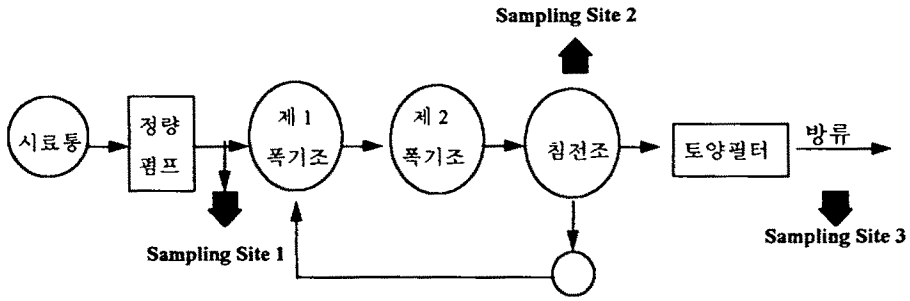 Sampling Site 2
시료통
정량
펌프
제 1
폭기조
제 2
폭기조
침전조
토양필터
방류
Sampling Site 1
Sampling Site 3